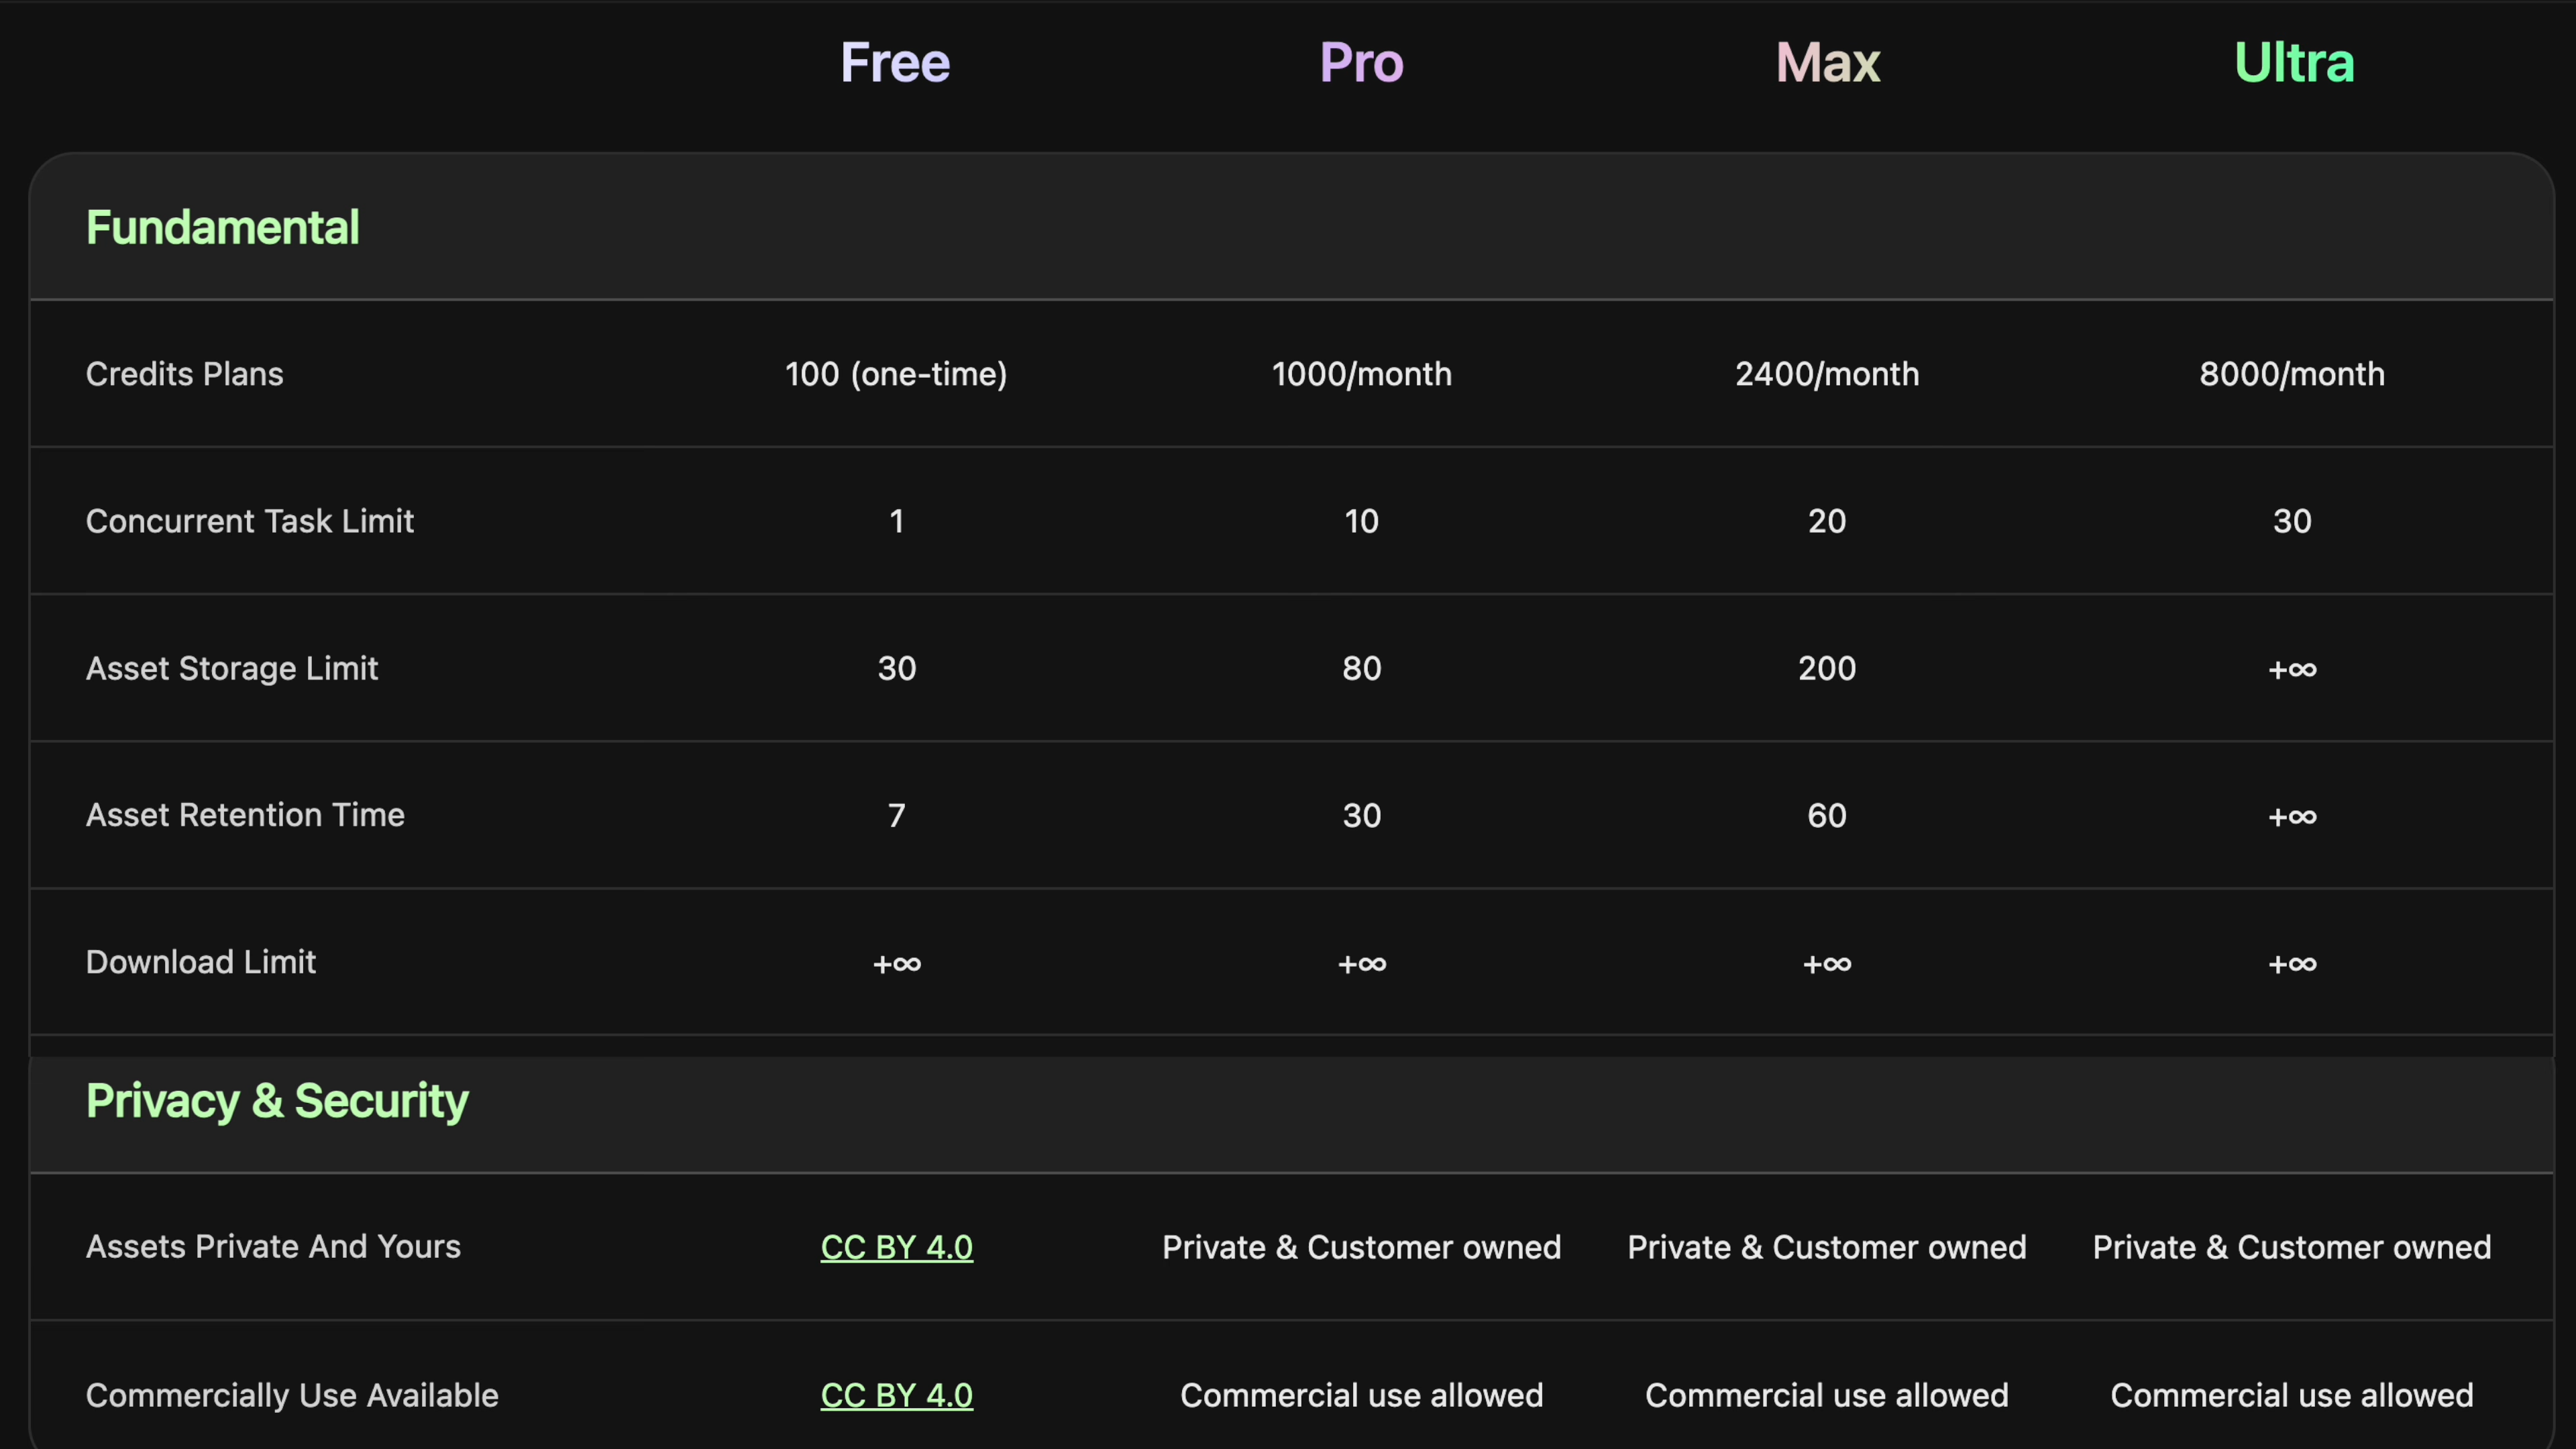 Free Pro Max Ultra
Fundamental
Credits Plans 100 (one-time) 1000/month 2400/month 8000/month
Concurrent Task Limit 1 10 20 30
Asset Storage Limit 30 80 200 +∞
Asset Retention Time 7 30 60 +∞
Download Limit +∞ +∞ +∞ +∞
Privacy & Security
Assets Private And Yours CC BY 4.0 Private & Customer owned Private & Customer owned Private & Customer owned
Commercially Use Available CC BY 4.0 Commercial use allowed Commercial use allowed Commercial use allowed